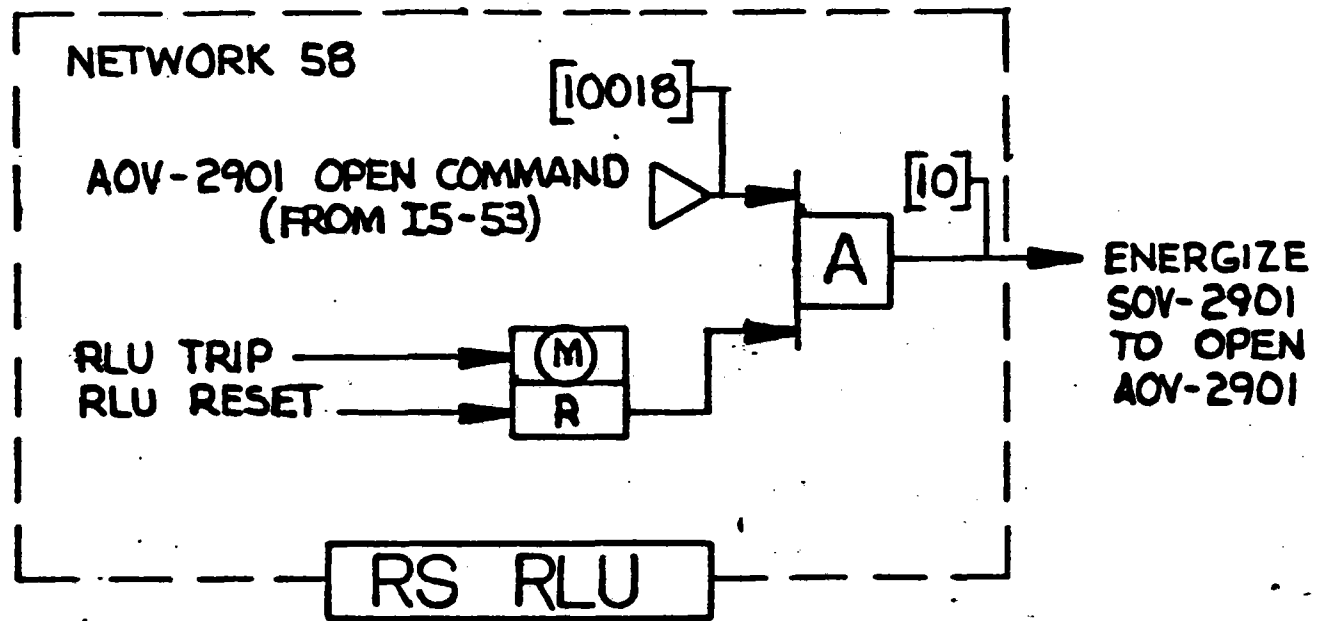 NETWORK 58
[10018]
AOV-2901 OPEN COMMAND
(FROM I5-53)
[10]
A
ENERGIZE
SOV-2901
TO OPEN
AOV-2901
RLU TRIP
M
RLU RESET
R
RS RLU